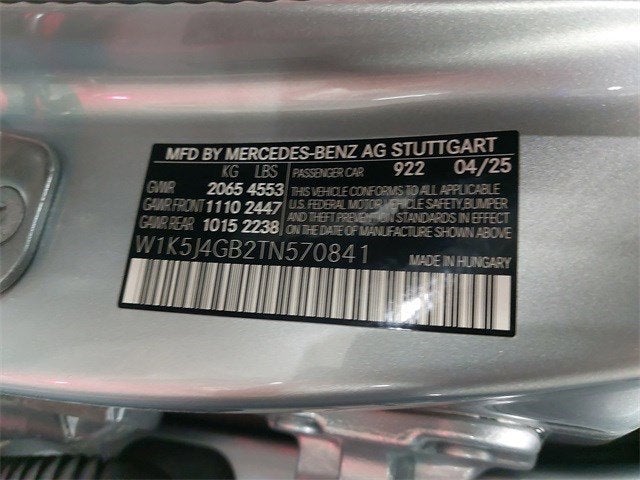 MFD BY MERCEDES-BENZ AG STUTTGART
KG LBS PASSENGER CAR 922 04/25
GVWR 2065 4553 THIS VEHICLE CONFORMS TO ALL APPLICABLE
GAWR FRONT 1110 2447 U.S. FEDERAL MOTOR VEHICLE SAFETY,BUMPER
GAWR REAR 1015 2238 AND THEFT PREVENTION STANDARDS IN EFFECT
ON THE DATE OF MANUFACTURE SHOWN ABOVE
W1K5J4GB2TN570841 MADE IN HUNGARY